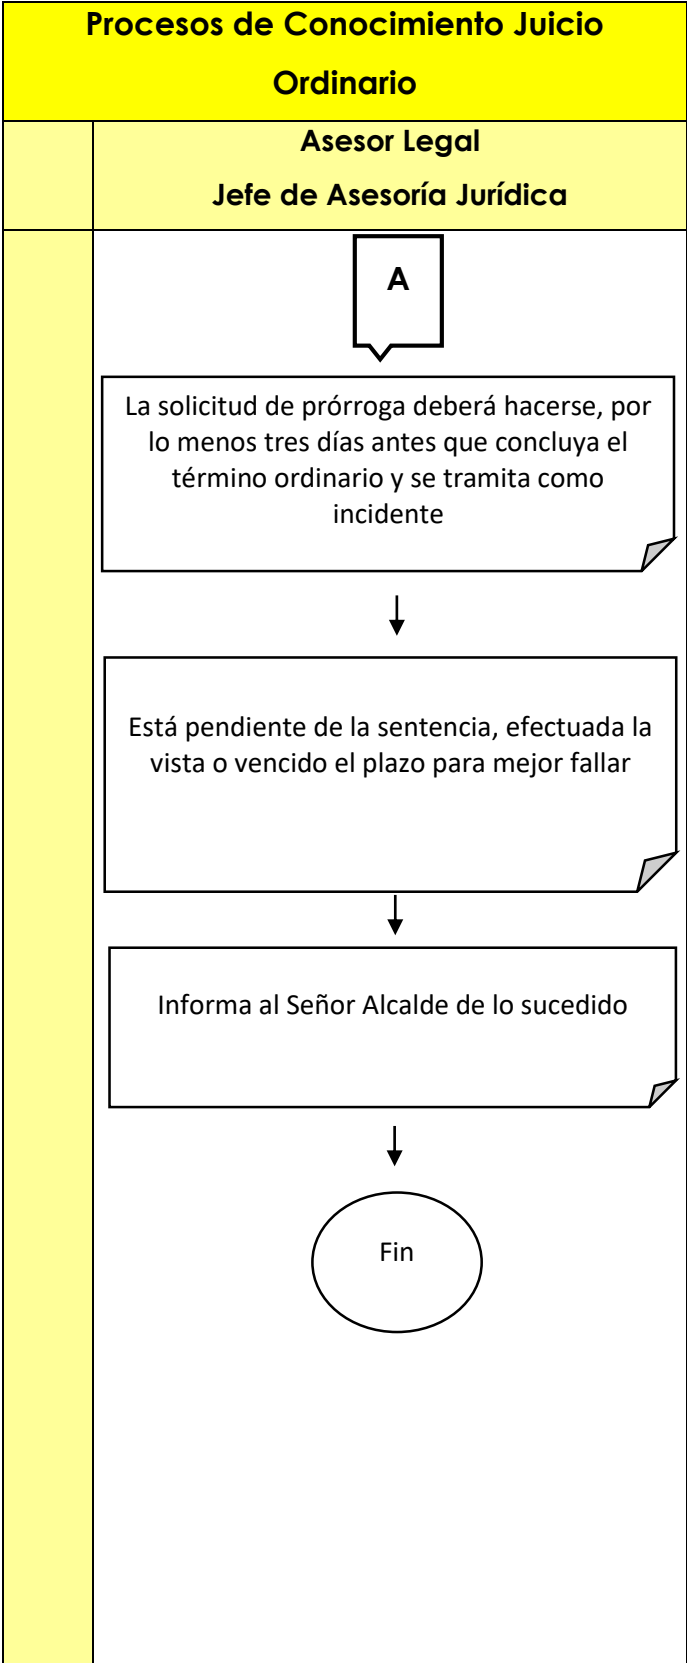 Procesos de Conocimiento Juicio
Ordinario
Asesor Legal
Jefe de Asesoría Jurídica
A
La solicitud de prórroga deberá hacerse, por
lo menos tres días antes que concluya el
término ordinario y se tramita como
incidente
Está pendiente de la sentencia, efectuada la
vista o vencido el plazo para mejor fallar
Informa al Señor Alcalde de lo sucedido
Fin